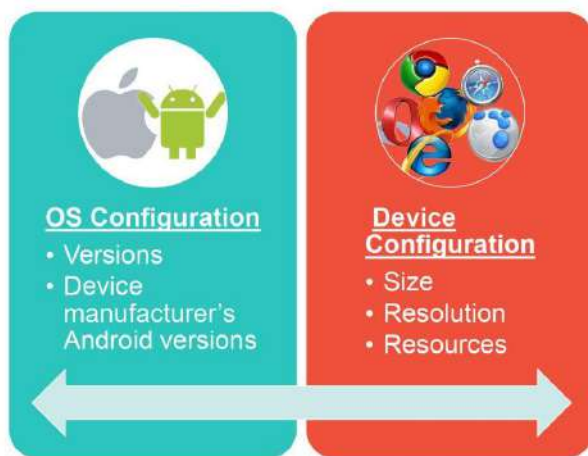 OS Configuration
• Versions
• Device
manufacturer's
Android versions
Device
Configuration
• Size
• Resolution
• Resources